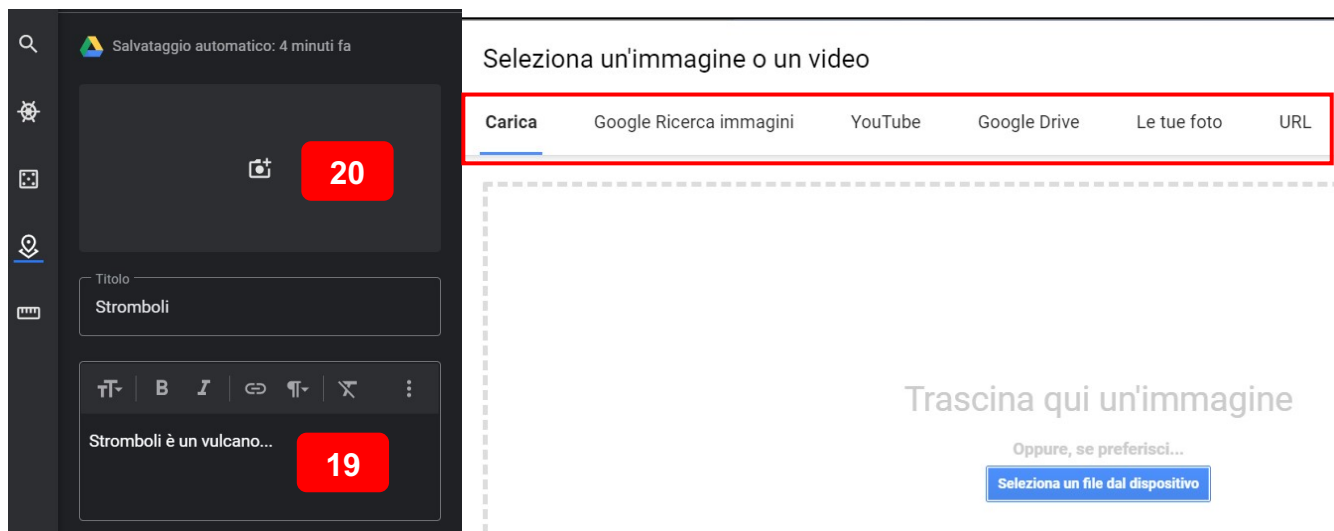 Salvataggio automatico: 4 minuti fa
20
Titolo
Stromboli
Stromboli è un vulcano...
19
Seleziona un'immagine o un video
Carica Google Ricerca immagini YouTube Google Drive Le tue foto URL
Trascina qui un'immagine
Oppure, se preferisci...
Seleziona un file dal dispositivo